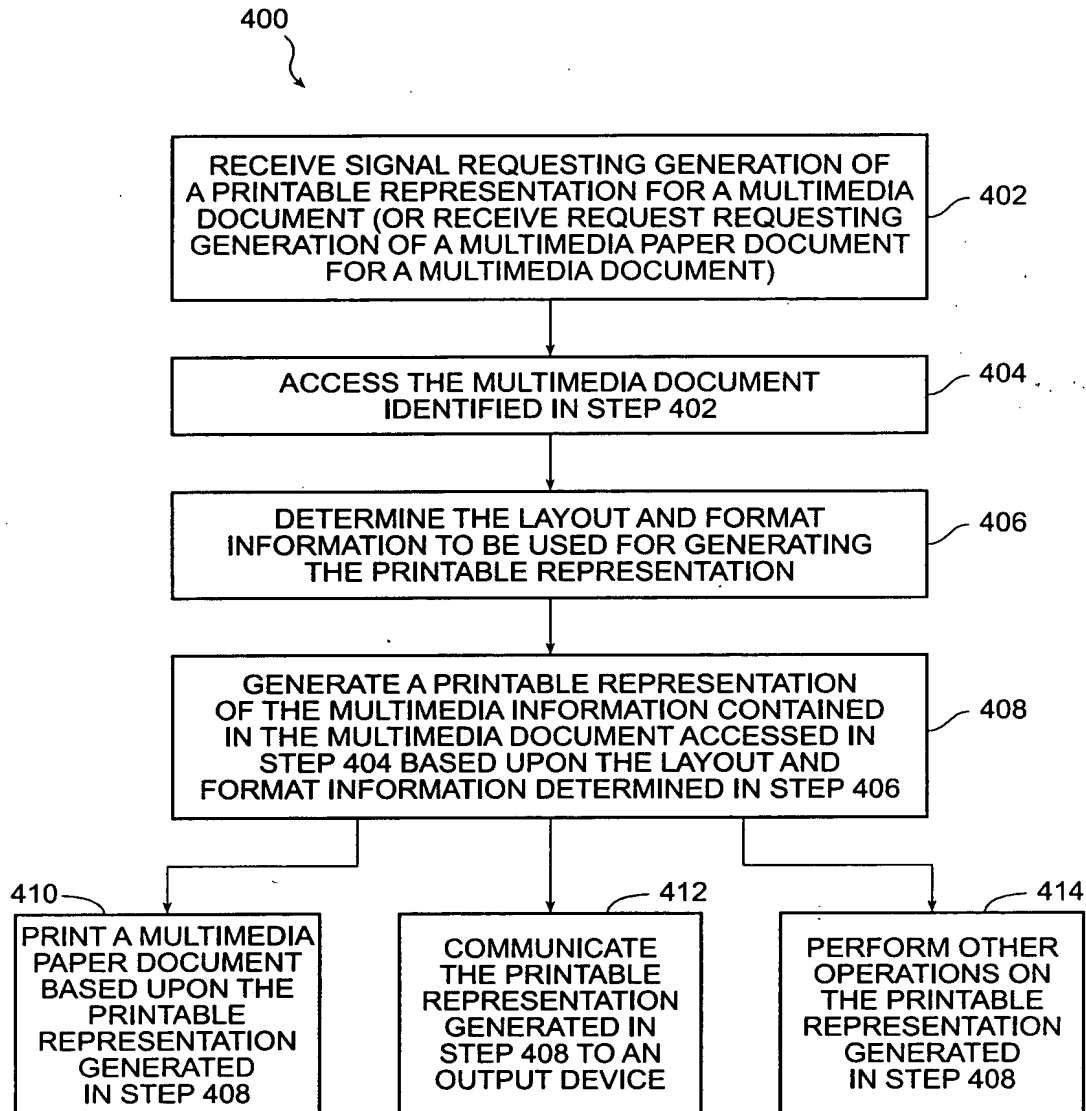 400
RECEIVE SIGNAL REQUESTING GENERATION OF
A PRINTABLE REPRESENTATION FOR A MULTIMEDIA
DOCUMENT (OR RECEIVE REQUEST REQUESTING
GENERATION OF A MULTIMEDIA PAPER DOCUMENT
FOR A MULTIMEDIA DOCUMENT)
402
ACCESS THE MULTIMEDIA DOCUMENT
IDENTIFIED IN STEP 402
404
DETERMINE THE LAYOUT AND FORMAT
INFORMATION TO BE USED FOR GENERATING
THE PRINTABLE REPRESENTATION
406
GENERATE A PRINTABLE REPRESENTATION
OF THE MULTIMEDIA INFORMATION CONTAINED
IN THE MULTIMEDIA DOCUMENT ACCESSED IN
STEP 404 BASED UPON THE LAYOUT AND
FORMAT INFORMATION DETERMINED IN STEP 406
408
410
PRINT A MULTIMEDIA
PAPER DOCUMENT
BASED UPON THE
PRINTABLE
REPRESENTATION
GENERATED
IN STEP 408
412
COMMUNICATE
THE PRINTABLE
REPRESENTATION
GENERATED IN
STEP 408 TO AN
OUTPUT DEVICE
414
PERFORM OTHER
OPERATIONS ON
THE PRINTABLE
REPRESENTATION
GENERATED
IN STEP 408